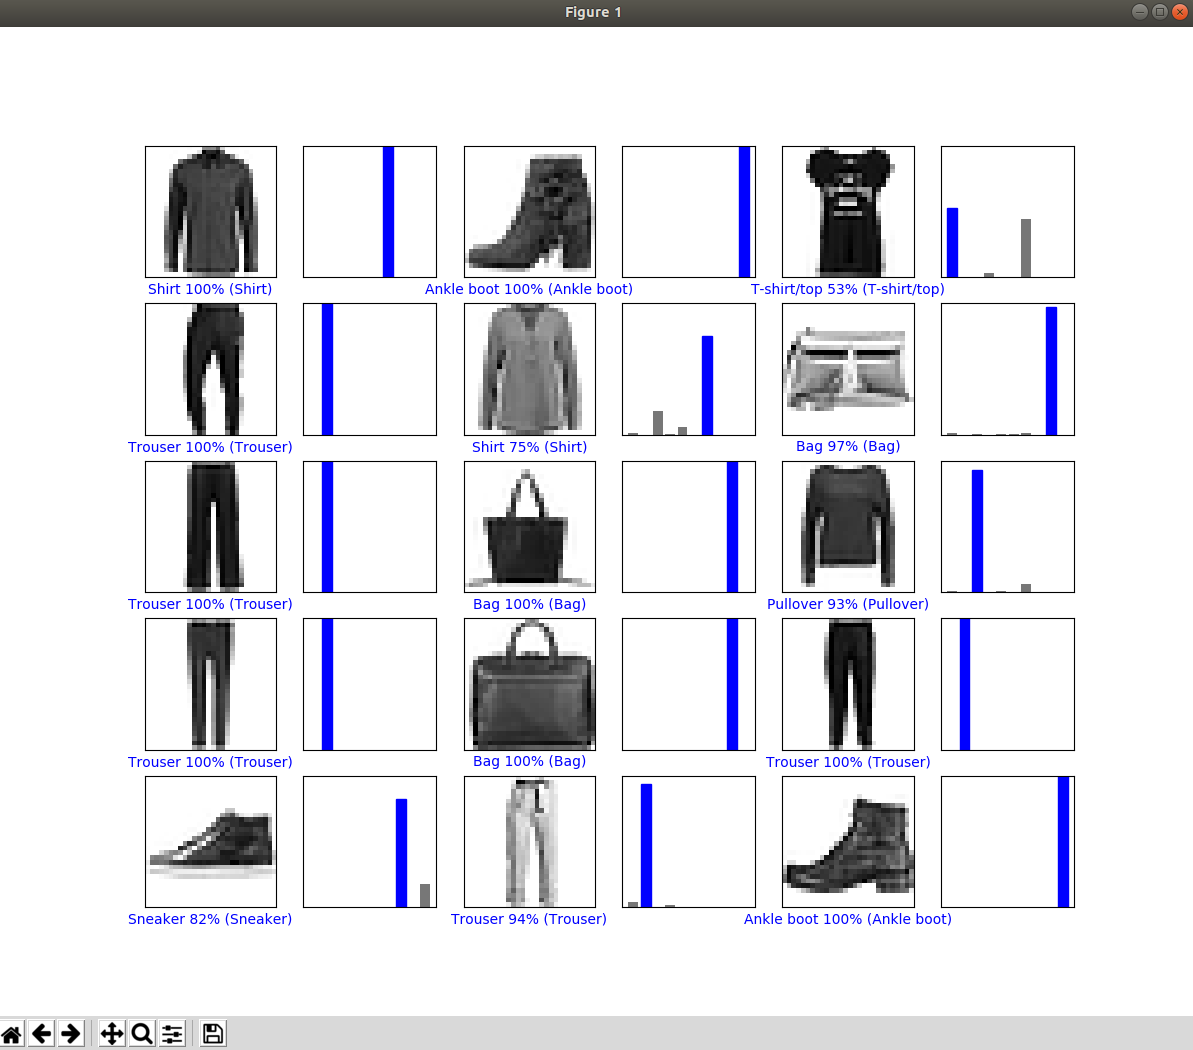 Figure 1
Shirt 100% (Shirt)
Ankle boot 100% (Ankle boot)
T-shirt/top 53% (T-shirt/top)
Trouser 100% (Trouser)
Shirt 75% (Shirt)
Bag 97% (Bag)
Trouser 100% (Trouser)
Bag 100% (Bag)
Pullover 93% (Pullover)
Trouser 100% (Trouser)
Bag 100% (Bag)
Trouser 100% (Trouser)
Sneaker 82% (Sneaker)
Trouser 94% (Trouser)
Ankle boot 100% (Ankle boot)